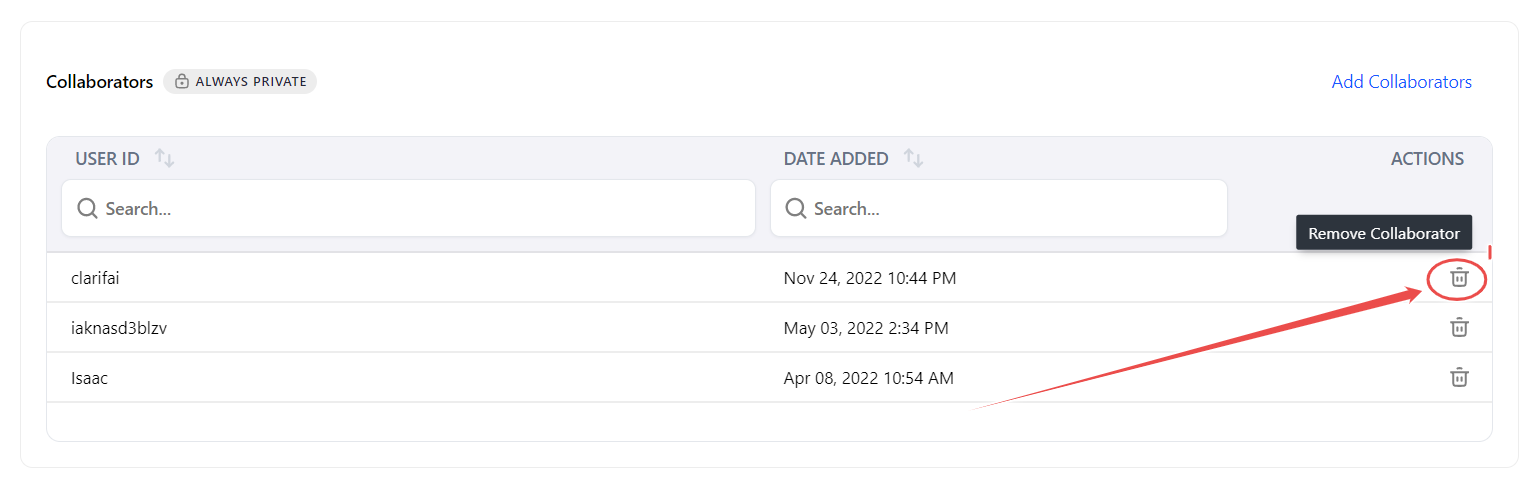 Collaborators ALWAYS PRIVATE Add Collaborators
USER ID DATE ADDED ACTIONS
Search... Search...
Remove Collaborator
clarifai Nov 24, 2022 10:44 PM
iaknasd3blzv May 03, 2022 2:34 PM
Isaac Apr 08, 2022 10:54 AM